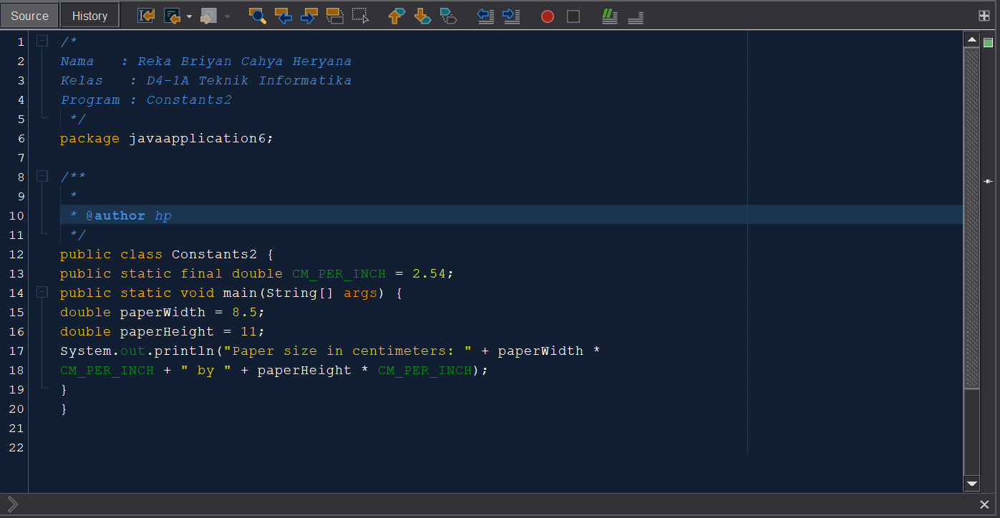 Source History
1 /*
2 Nama   : Reka Briyan Cahya Heryana
3 Kelas   : D4-1A Teknik Informatika
4 Program : Constants2
5  */
6 package javaapplication6;
7
8 /**
9  *
10  * @author hp
11  */
12 public class Constants2 {
13 public static final double CM_PER_INCH = 2.54;
14 public static void main(String[] args) {
15 double paperWidth = 8.5;
16 double paperHeight = 11;
17 System.out.println("Paper size in centimeters: " + paperWidth *
18 CM_PER_INCH + " by " + paperHeight * CM_PER_INCH);
19 }
20 }
21
22